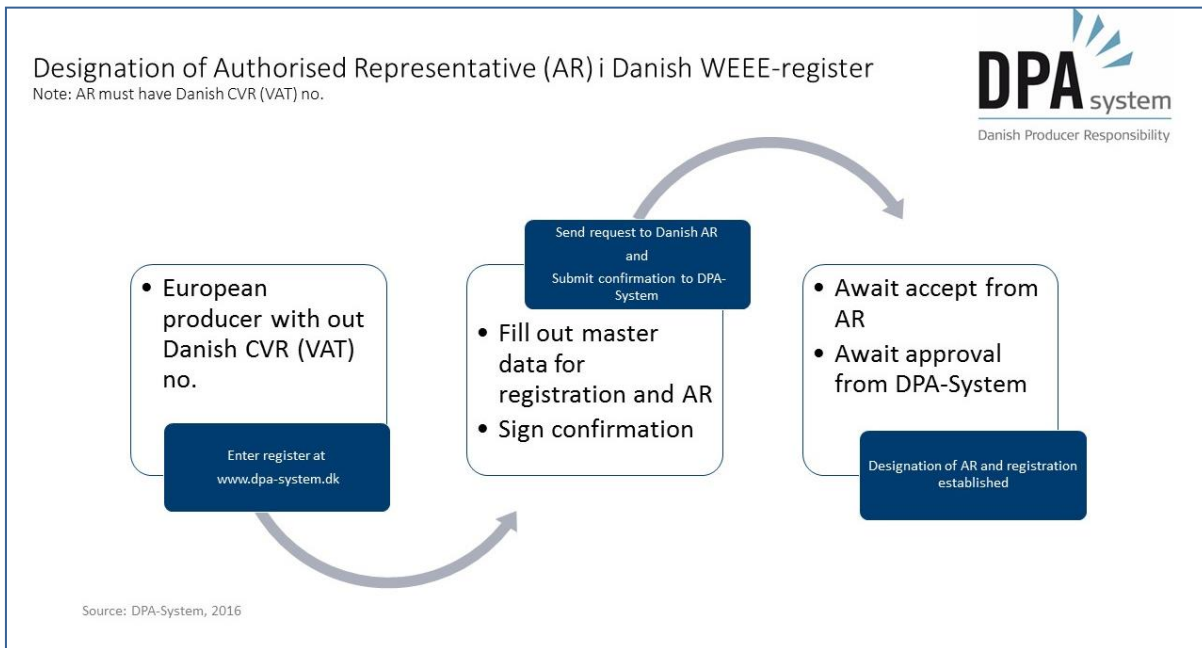 Designation of Authorised Representative (AR) i Danish WEEE-register
Note: AR must have Danish CVR (VAT) no.
DPA system
Danish Producer Responsibility
• European
producer with out
Danish CVR (VAT)
no.
Enter register at
www.dpa-system.dk
Send request to Danish AR
and
Submit confirmation to DPA-
System
• Fill out master
data for
registration and AR
• Sign confirmation
• Await accept from
AR
• Await approval
from DPA-System
Designation of AR and registration
established
Source: DPA-System, 2016